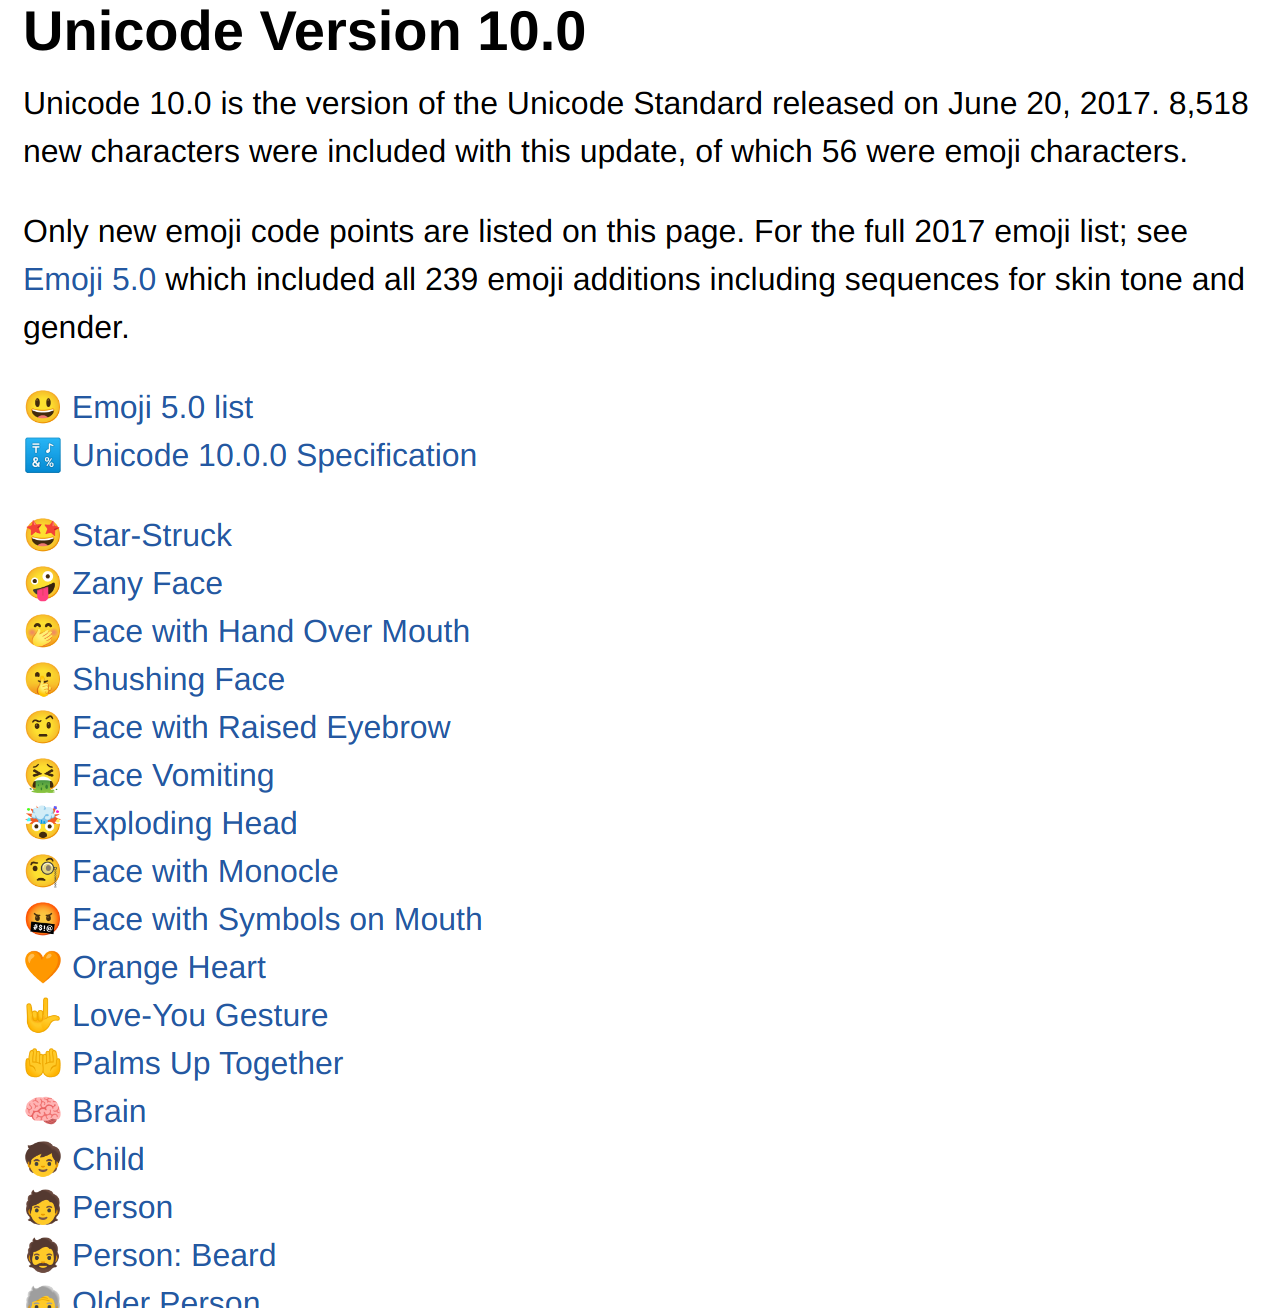 Unicode Version 10.0
Unicode 10.0 is the version of the Unicode Standard released on June 20, 2017. 8,518
new characters were included with this update, of which 56 were emoji characters.
Only new emoji code points are listed on this page. For the full 2017 emoji list; see
Emoji 5.0 which included all 239 emoji additions including sequences for skin tone and
gender.
😃 Emoji 5.0 list
🔣 Unicode 10.0.0 Specification
🤩 Star-Struck
🤪 Zany Face
🤭 Face with Hand Over Mouth
🤫 Shushing Face
🤨 Face with Raised Eyebrow
🤮 Face Vomiting
🤯 Exploding Head
🧐 Face with Monocle
🤬 Face with Symbols on Mouth
🧡 Orange Heart
🤟 Love-You Gesture
🤲 Palms Up Together
🧠 Brain
🧒 Child
🧑 Person
🧔 Person: Beard
🧓 Older Person